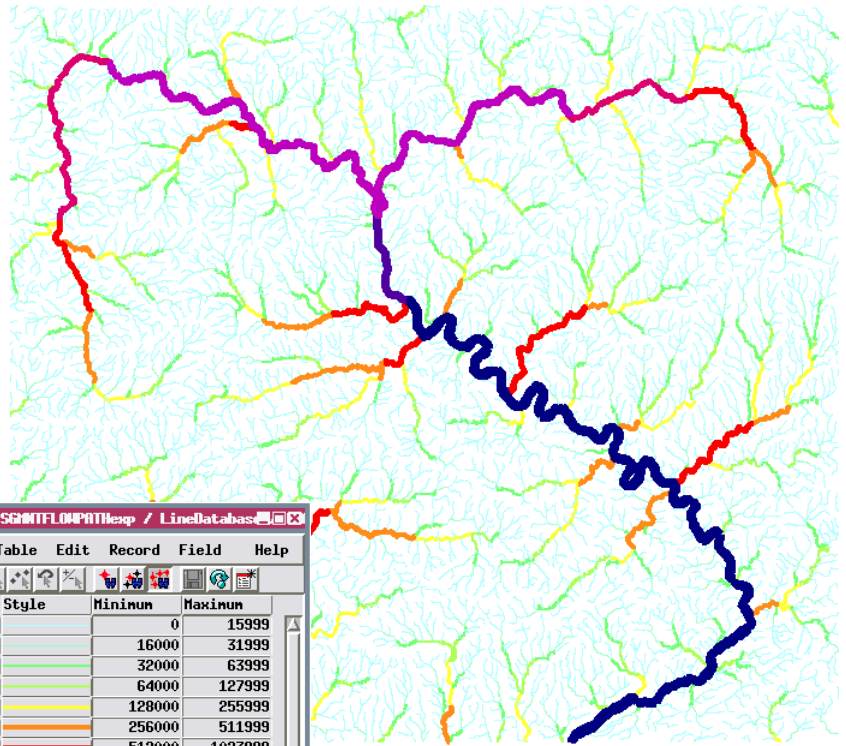 SGMNTFLOWPATHexp / LineDatabase
Table Edit Record Field Help
Style Minimum Maximum
0 15999
16000 31999
32000 63999
64000 127999
128000 255999
256000 511999